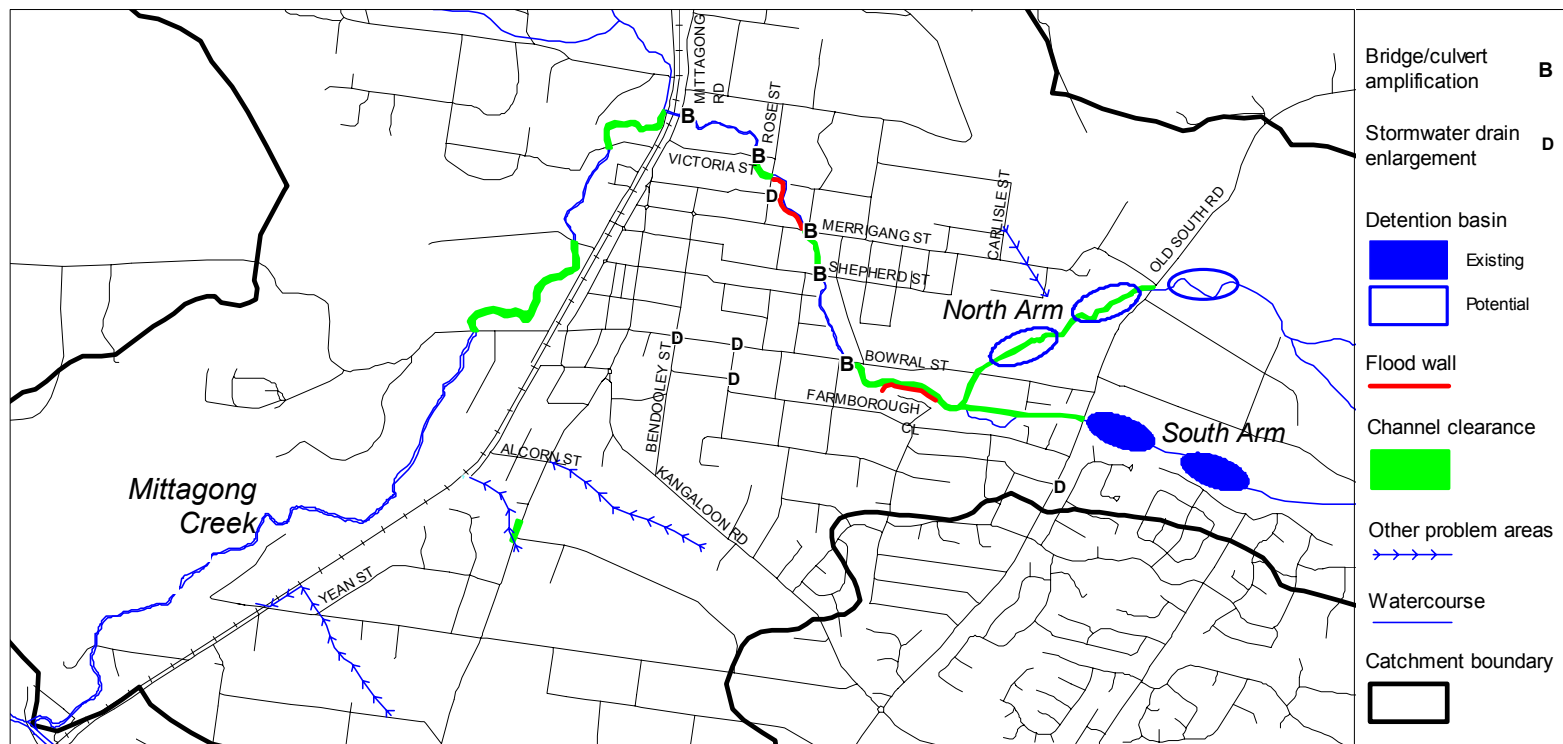 MITTAGONG
RD
ROSE ST
B
B
VICTORIA ST
D
B
MERRIGANG ST
CARLISLE ST
OLD SOUTH RD
B
SHEPHERD ST
North Arm
D
D
BENDOOLEY ST
B
BOWRAL ST
D
FARMBOROUGH
CL
South Arm
ALCORN ST
KANGALOON RD
D
Mittagong
Creek
YEAN ST
Bridge/culvert
amplification
B
Stormwater drain
enlargement
D
Detention basin
Existing
Potential
Flood wall
Channel clearance
Other problem areas
Watercourse
Catchment boundary